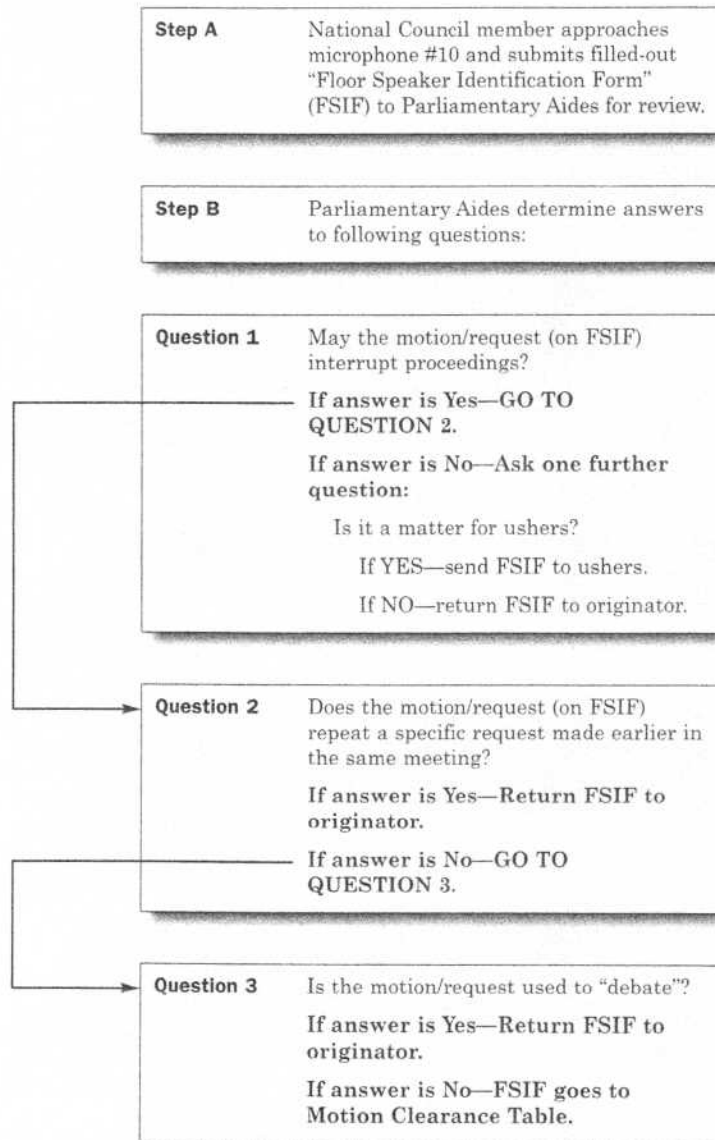 Step A National Council member approaches
microphone #10 and submits filled-out
“Floor Speaker Identification Form”
(FSIF) to Parliamentary Aides for review.
Step B Parliamentary Aides determine answers
to following questions:
Question 1 May the motion/request (on FSIF)
interrupt proceedings?
If answer is Yes—GO TO
QUESTION 2.
If answer is No—Ask one further
question:
Is it a matter for ushers?
If YES—send FSIF to ushers.
If NO—return FSIF to originator.
Question 2 Does the motion/request (on FSIF)
repeat a specific request made earlier in
the same meeting?
If answer is Yes—Return FSIF to
originator.
If answer is No—GO TO
QUESTION 3.
Question 3 Is the motion/request used to “debate”?
If answer is Yes—Return FSIF to
originator.
If answer is No—FSIF goes to
Motion Clearance Table.